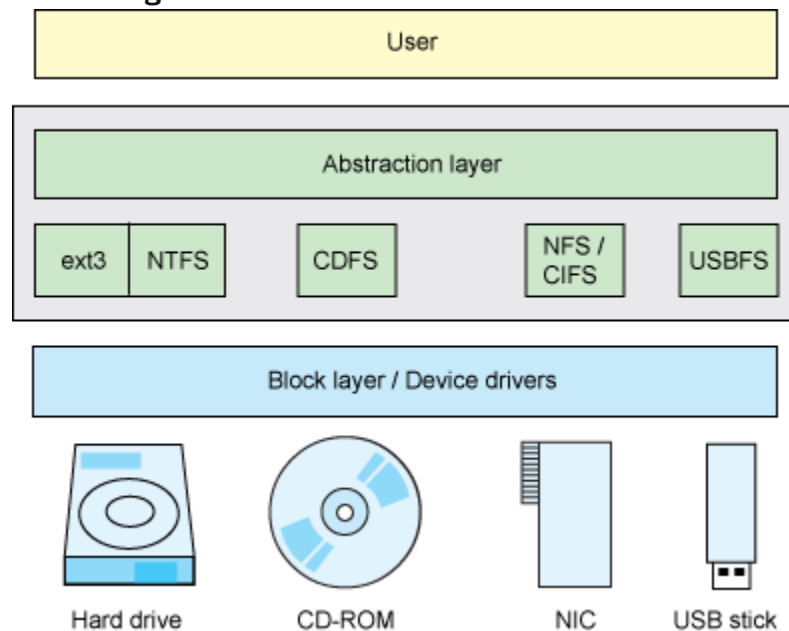 User
Abstraction layer
ext3 NTFS CDFS NFS / CIFS USBFS
Block layer / Device drivers
Hard drive CD-ROM NIC USB stick